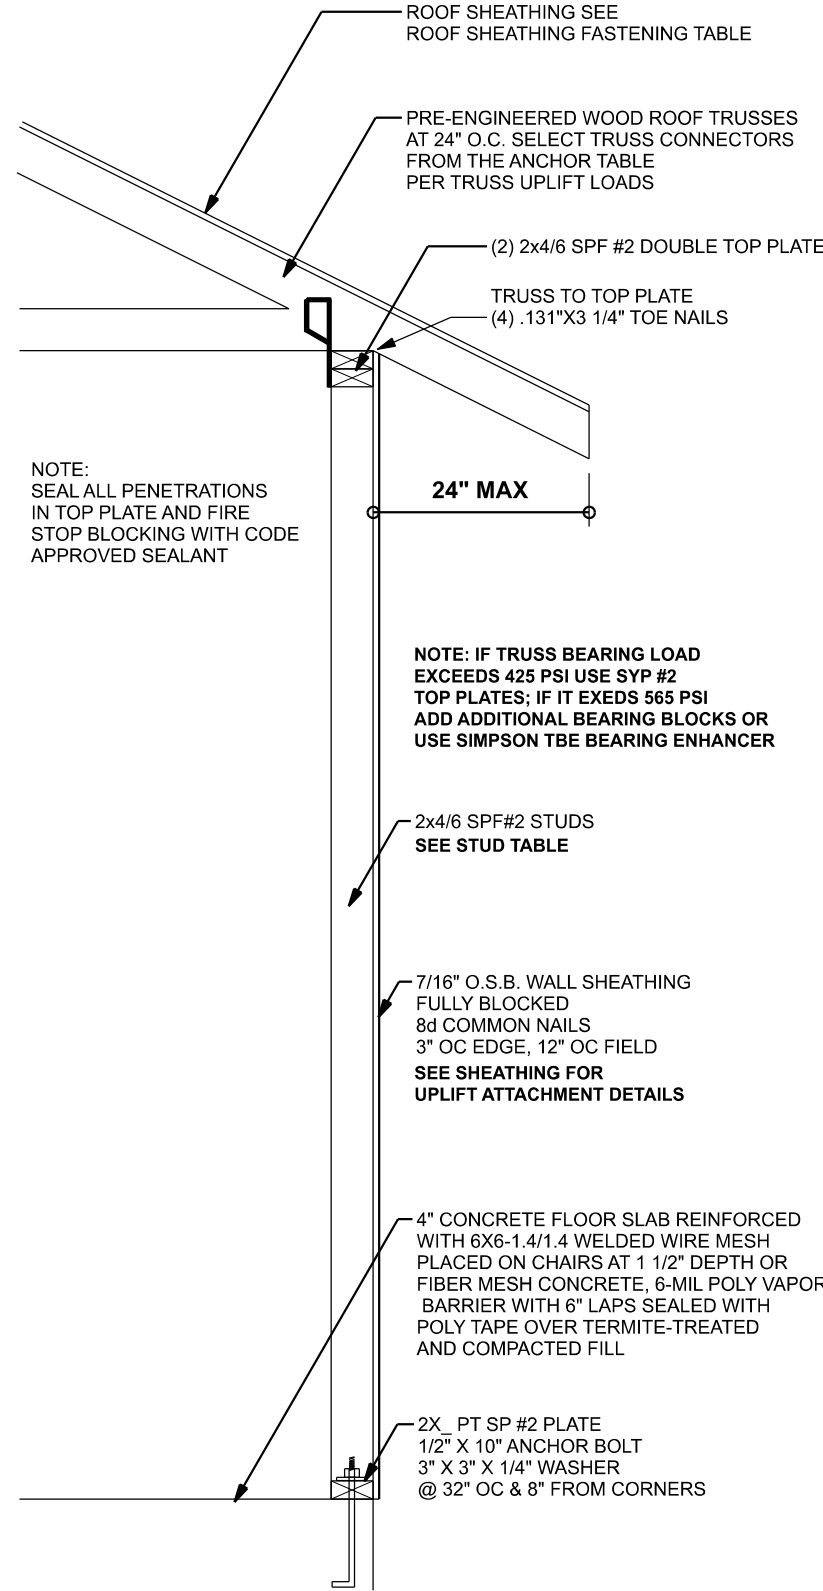 ROOF SHEATHING SEE
ROOF SHEATHING FASTENING TABLE
PRE-ENGINEERED WOOD ROOF TRUSSES
AT 24" O.C. SELECT TRUSS CONNECTORS
FROM THE ANCHOR TABLE
PER TRUSS UPLIFT LOADS
(2) 2x4/6 SPF #2 DOUBLE TOP PLATE
TRUSS TO TOP PLATE
(4) .131"X3 1/4" TOE NAILS
NOTE:
SEAL ALL PENETRATIONS
IN TOP PLATE AND FIRE
STOP BLOCKING WITH CODE
APPROVED SEALANT
24" MAX
NOTE: IF TRUSS BEARING LOAD
EXCEEDS 425 PSI USE SYP #2
TOP PLATES; IF IT EXEDS 565 PSI
ADD ADDITIONAL BEARING BLOCKS OR
USE SIMPSON TBE BEARING ENHANCER
2x4/6 SPF#2 STUDS
SEE STUD TABLE
7/16" O.S.B. WALL SHEATHING
FULLY BLOCKED
8d COMMON NAILS
3" OC EDGE, 12" OC FIELD
SEE SHEATHING FOR
UPLIFT ATTACHMENT DETAILS
4" CONCRETE FLOOR SLAB REINFORCED
WITH 6X6-1.4/1.4 WELDED WIRE MESH
PLACED ON CHAIRS AT 1 1/2" DEPTH OR
FIBER MESH CONCRETE, 6-MIL POLY VAPOR
BARRIER WITH 6" LAPS SEALED WITH
POLY TAPE OVER TERMITE-TREATED
AND COMPACTED FILL
2X_ PT SP #2 PLATE
1/2" X 10" ANCHOR BOLT
3" X 3" X 1/4" WASHER
@ 32" OC & 8" FROM CORNERS